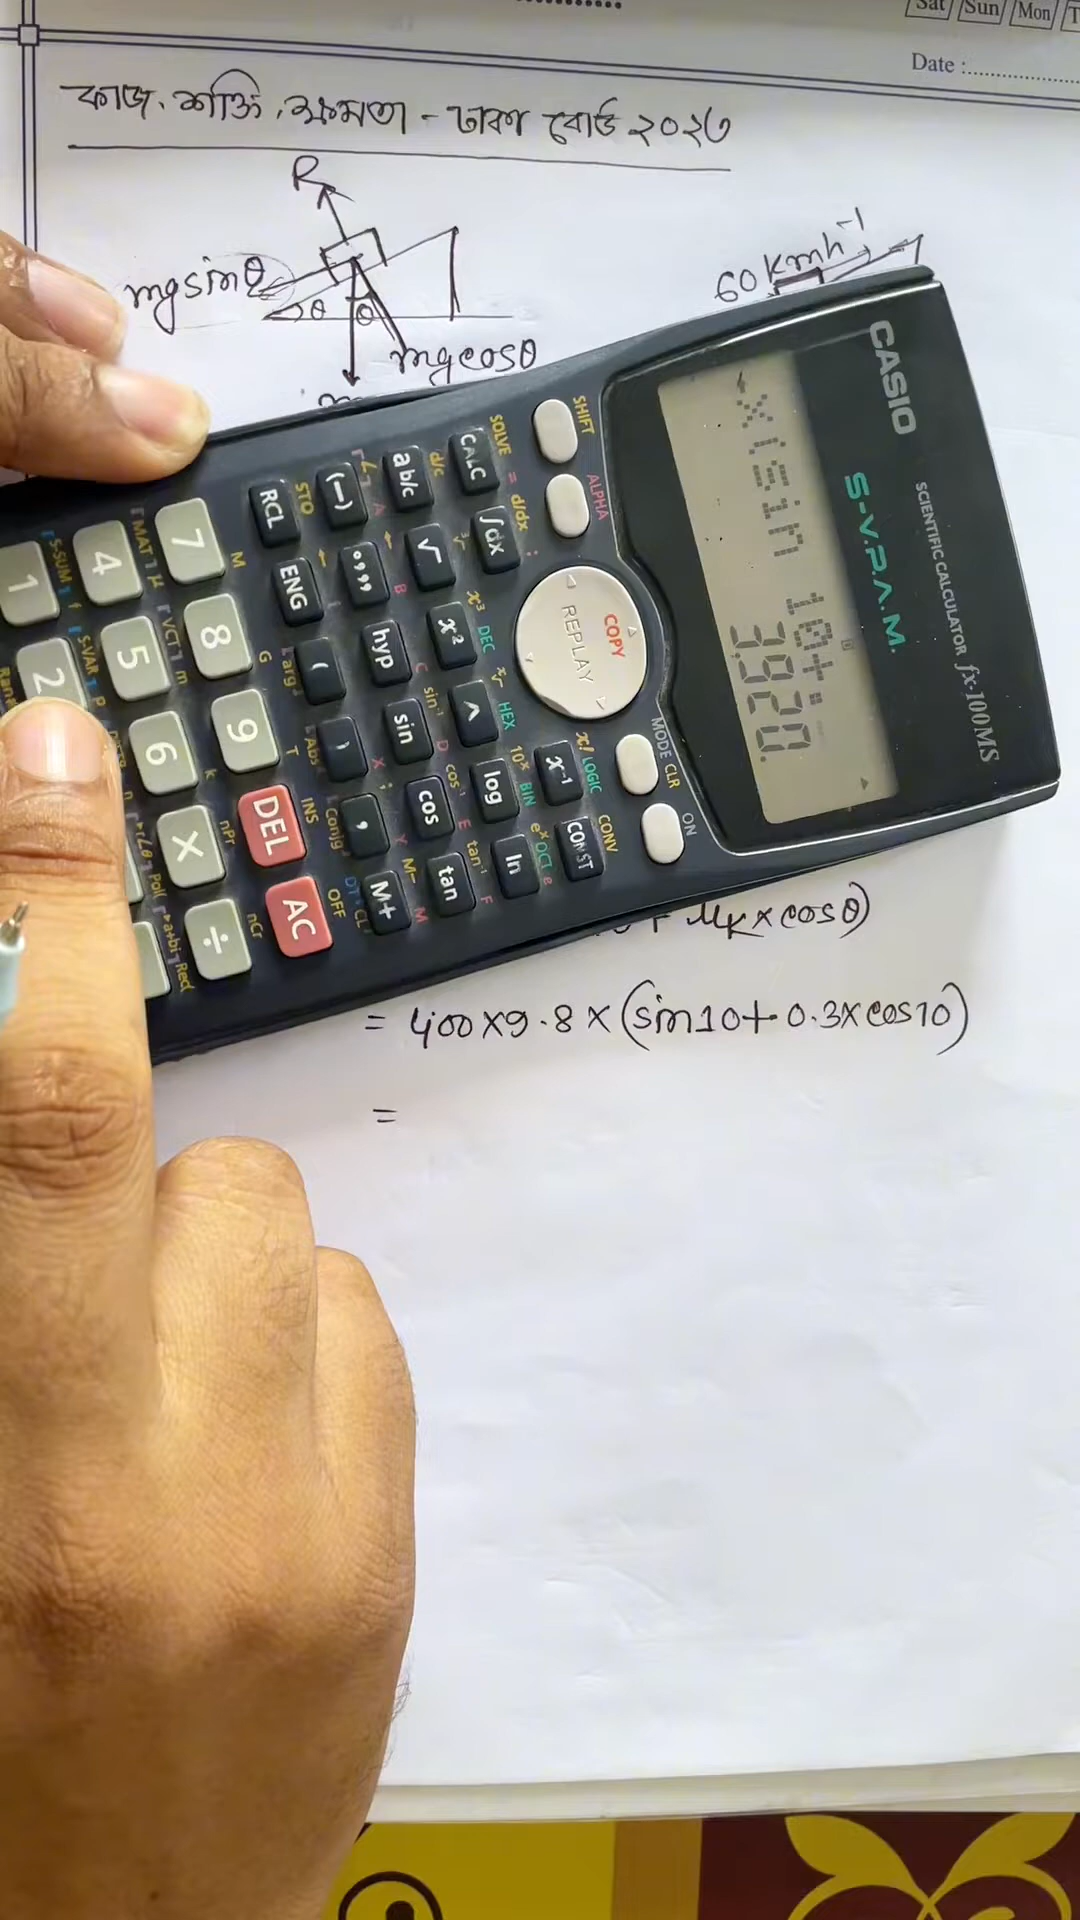 Sat Sun Mon
Date :
কাজ, শক্তি, ক্ষমতা - ঢাকা বোর্ড ২০২৩
R
mgsinθ
θ
θ
mgcosθ
60 Kmh⁻¹
CASIO
S-V.P.A.M.
SCIENTIFIC CALCULATOR fx-100MS
×(sin 10+.
3920.
SHIFT ALPHA MODE CLR ON
COPY
REPLAY
SOLVE = d/dx x! LOGIC CONV
CALC ∫dx x⁻¹ CONST
d/c x³ DEC HEX 10ˣ BIN eˣ OCT e
ab/c √ x² ^ log ln
A B C sin⁻¹ D cos⁻¹ E tan⁻¹ F
(-) °,,, hyp sin cos tan
STO X Y M- M
RCL ENG ( ) , M+
M G T INS OFF
7 8 9 DEL AC
nPr nCr
4 5 6 × ÷
1 2
+ μₖ×cosθ)
= 400×9.8×(sin10+0.3×cos10)
=